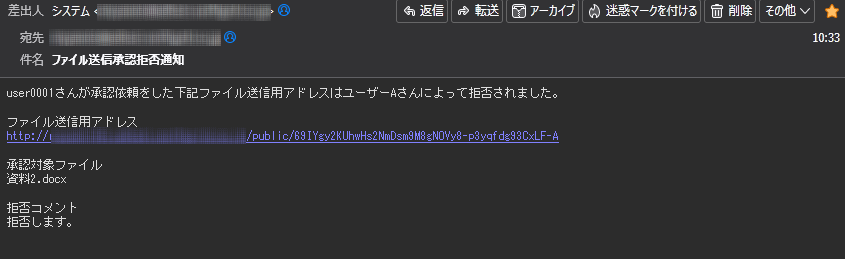 差出人 システム < > 返信 転送 アーカイブ 迷惑マークを付ける 削除 その他
宛先 10:33
件名 ファイル送信承認拒否通知
user0001さんが承認依頼をした下記ファイル送信用アドレスはユーザーAさんによって拒否されました。
ファイル送信用アドレス
http:// /public/69IYgy2KUhwHs2NmDsm9M8gNOVy8-p3yqfdg93CxLF-A
承認対象ファイル
資料2.docx
拒否コメント
拒否します。